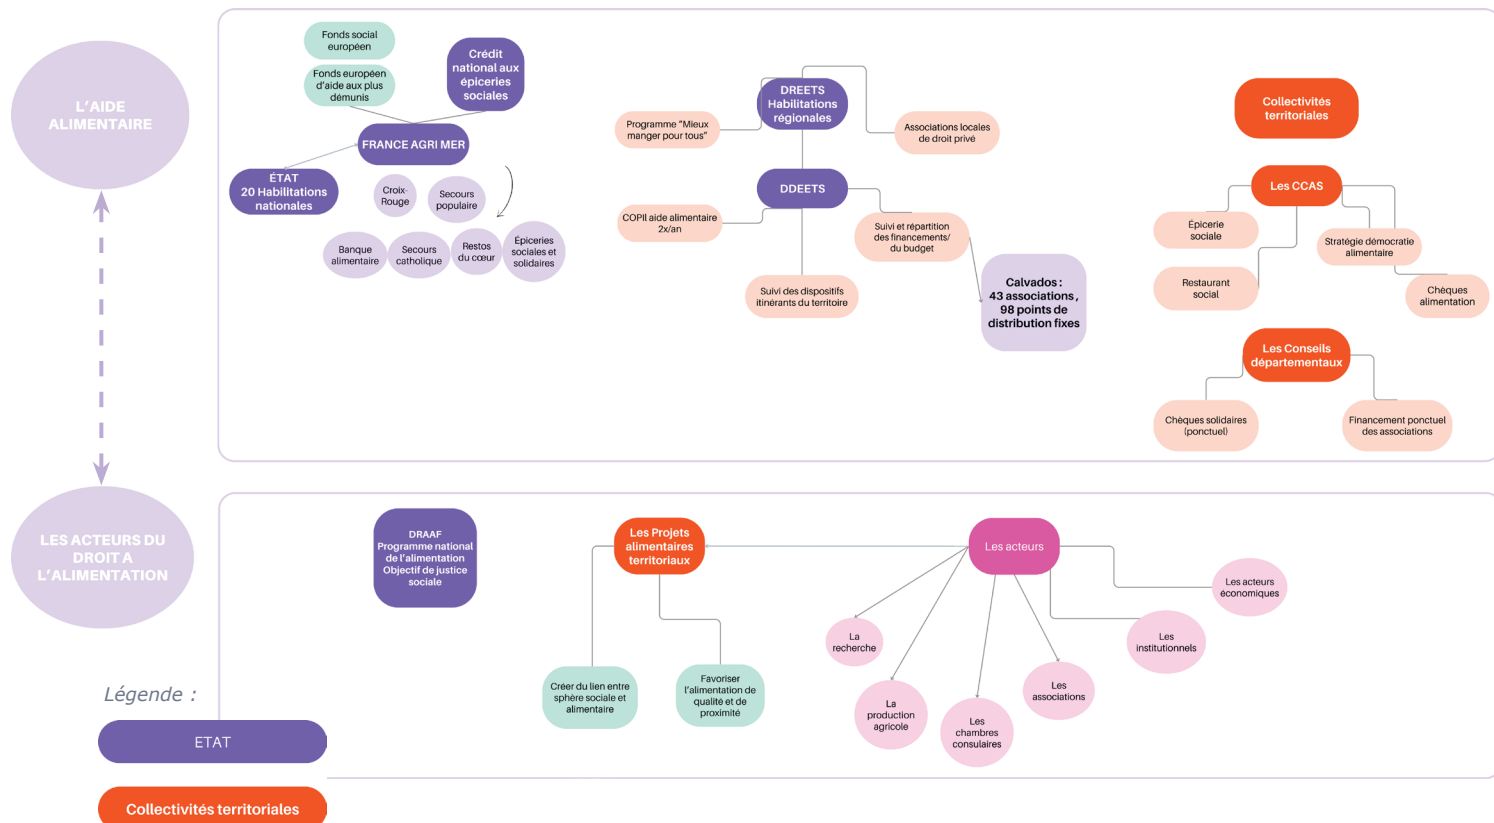 L'AIDE
ALIMENTAIRE
Fonds social
européen
Fonds européen
d'aide aux plus
démunis
Crédit
national aux
épiceries
sociales
FRANCE AGRI MER
ÉTAT
20 Habilitations
nationales
Croix-
Rouge
Secours
populaire
Banque
alimentaire
Secours
catholique
Restos
du cœur
Épiceries
sociales et
solidaires
DREETS
Habilitations
régionales
Programme "Mieux
manger pour tous"
Associations locales
de droit privé
DDEETS
COPIl aide alimentaire
2x/an
Suivi et répartition
des financements/
du budget
Suivi des dispositifs
itinérants du territoire
Calvados :
43 associations ,
98 points de
distribution fixes
Collectivités
territoriales
Les CCAS
Épicerie
sociale
Stratégie démocratie
alimentaire
Restaurant
social
Chèques
alimentation
Les Conseils
départementaux
Chèques solidaires
(ponctuel)
Financement ponctuel
des associations
LES ACTEURS DU
DROIT A
L'ALIMENTATION
DRAAF
Programme national
de l'alimentation
Objectif de justice
sociale
Les Projets
alimentaires
territoriaux
Les acteurs
Créer du lien entre
sphère sociale et
alimentaire
Favoriser
l'alimentation de
qualité et de
proximité
La
recherche
La
production
agricole
Les
chambres
consulaires
Les
associations
Les
institutionnels
Les acteurs
économiques
Légende :
ETAT
Collectivités territoriales